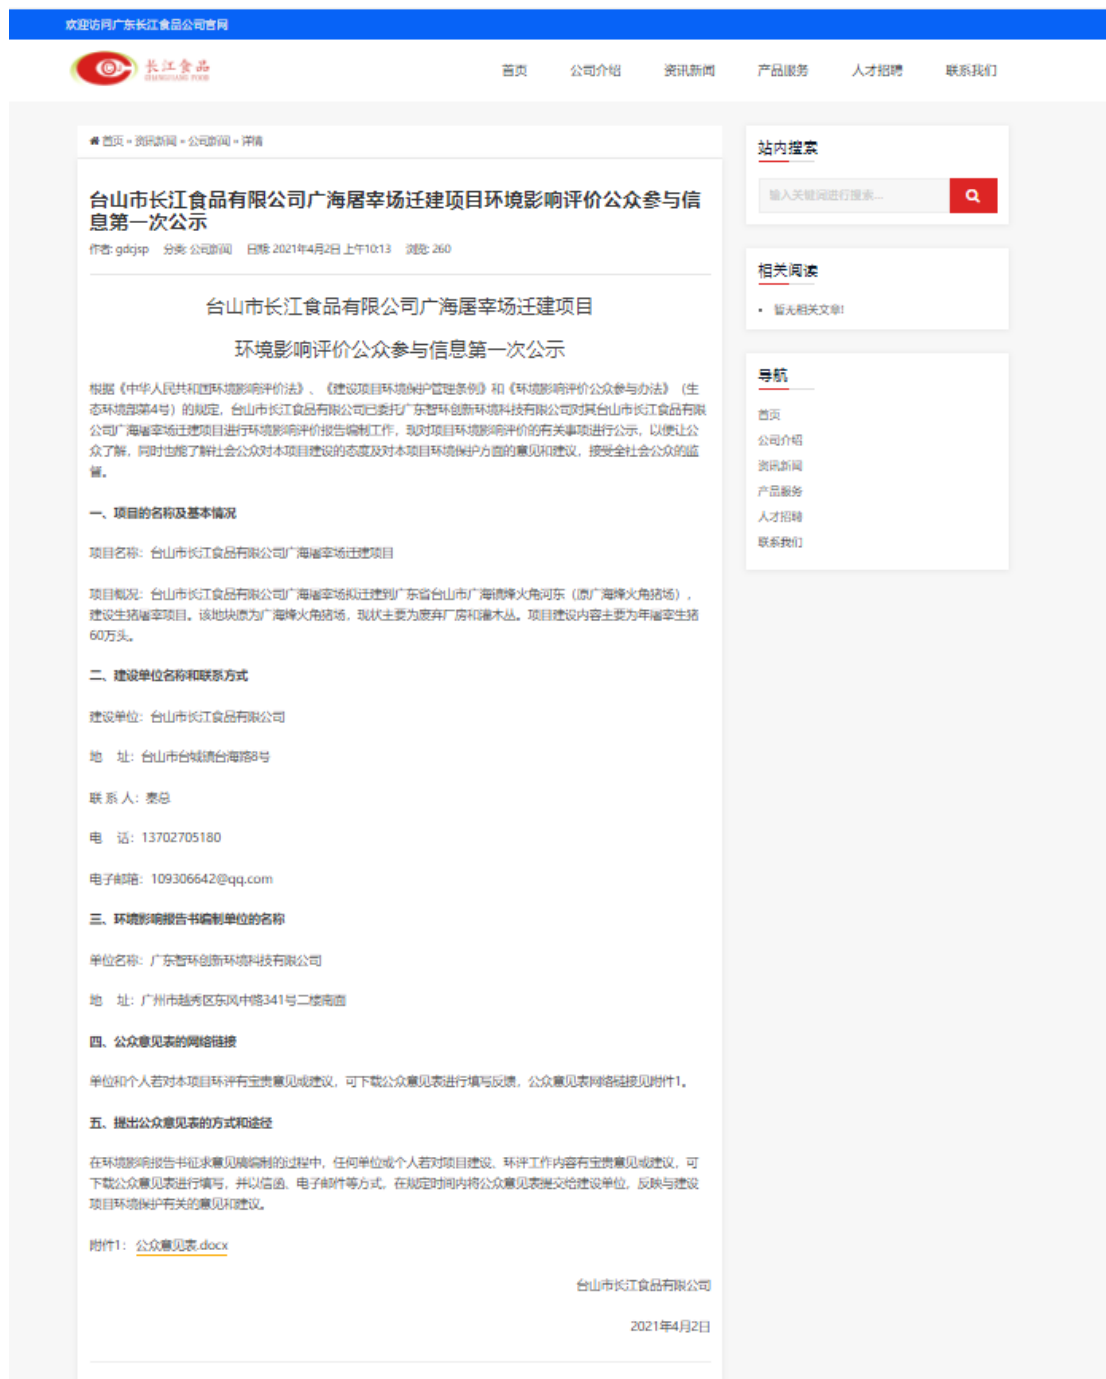 欢迎访问广东长江食品公司官网
长江食品
CHANGJIANG FOOD
首页 公司介绍 资讯新闻 产品服务 人才招聘 联系我们
首页 » 资讯新闻 » 公司新闻 » 详情
台山市长江食品有限公司广海屠宰场迁建项目环境影响评价公众参与信
息第一次公示
作者: gdcjsp 分类: 公司新闻 日期: 2021年4月2日 上午10:13 浏览: 260
台山市长江食品有限公司广海屠宰场迁建项目
环境影响评价公众参与信息第一次公示
根据《中华人民共和国环境影响评价法》、《建设项目环境保护管理条例》和《环境影响评价公众参与办法》（生
态环境部第4号）的规定，台山市长江食品有限公司已委托广东智环创新环境科技有限公司对其台山市长江食品有限
公司广海屠宰场迁建项目进行环境影响评价报告编制工作，现对项目环境影响评价的有关事项进行公示，以便让公
众了解，同时也能了解社会公众对本项目建设的态度及对本项目环境保护方面的意见和建议，接受全社会公众的监
督。
一、项目的名称及基本情况
项目名称：台山市长江食品有限公司广海屠宰场迁建项目
项目概况：台山市长江食品有限公司广海屠宰场拟迁建到广东省台山市广海镇烽火角河东（原广海烽火角猪场），
建设生猪屠宰项目。该地块原为广海烽火角猪场，现状主要为废弃厂房和灌木丛。项目建设内容主要为年屠宰生猪
60万头。
二、建设单位名称和联系方式
建设单位：台山市长江食品有限公司
地 址：台山市台城镇台海路8号
联 系 人：秦总
电 话：13702705180
电子邮箱：109306642@qq.com
三、环境影响报告书编制单位的名称
单位名称：广东智环创新环境科技有限公司
地 址：广州市越秀区东风中路341号二楼南面
四、公众意见表的网络链接
单位和个人若对本项目环评有宝贵意见或建议，可下载公众意见表进行填写反馈，公众意见表网络链接见附件1。
五、提出公众意见表的方式和途径
在环境影响报告书征求意见稿编制的过程中，任何单位或个人若对项目建设、环评工作内容有宝贵意见或建议，可
下载公众意见表进行填写，并以信函、电子邮件等方式，在规定时间内将公众意见表提交给建设单位，反映与建设
项目环境保护有关的意见和建议。
附件1： 公众意见表.docx
台山市长江食品有限公司
2021年4月2日
站内搜索
输入关键词进行搜索...
相关阅读
• 暂无相关文章!
导航
首页
公司介绍
资讯新闻
产品服务
人才招聘
联系我们